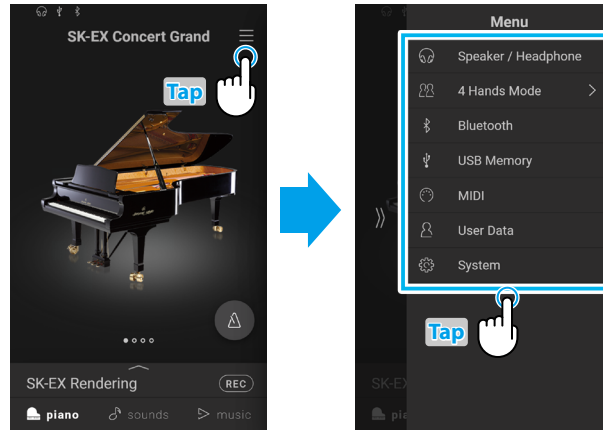 SK-EX Concert Grand
Tap
SK-EX Rendering
REC
piano
sounds
music
Menu
Speaker / Headphone
4 Hands Mode
Bluetooth
USB Memory
MIDI
User Data
System
Tap
SK-EX
pia